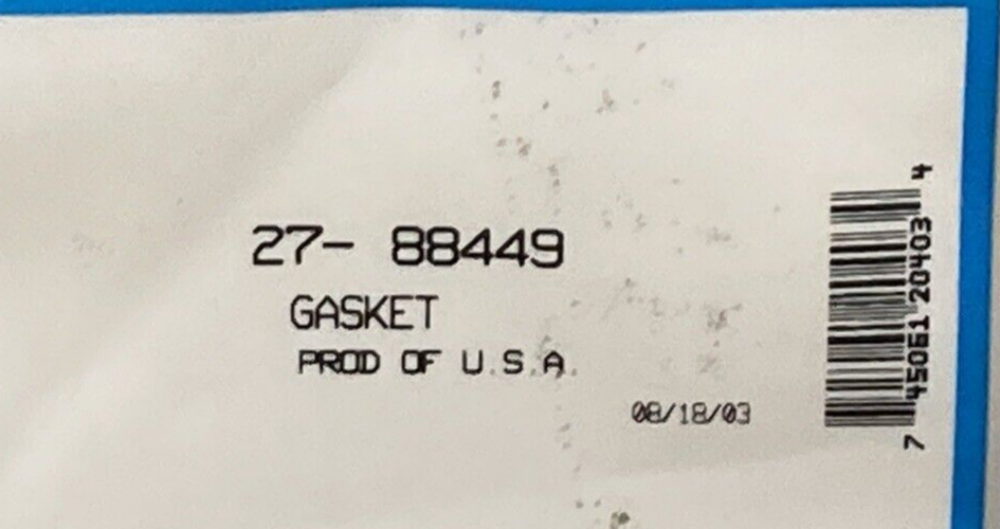 27- 88449
GASKET
PROD OF U.S.A.
08/18/03
7 45061 20403 4